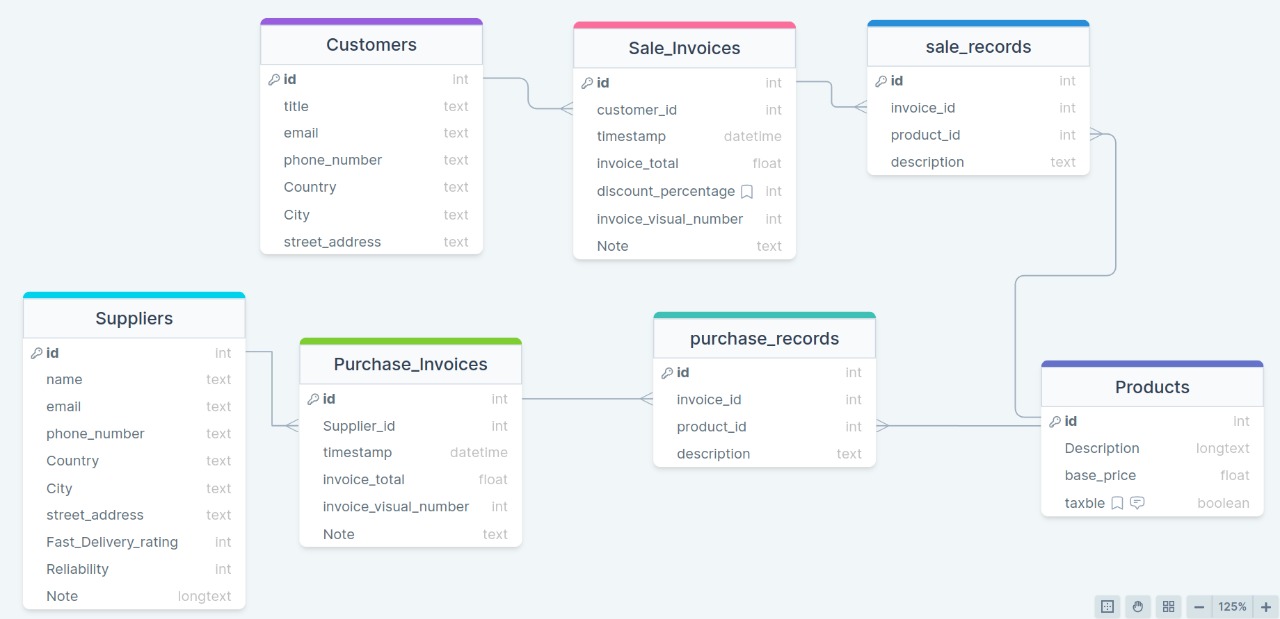 Customers
id int
title text
email text
phone_number text
Country text
City text
street_address text
Sale_Invoices
id int
customer_id int
timestamp datetime
invoice_total float
discount_percentage int
invoice_visual_number int
Note text
sale_records
id int
invoice_id int
product_id int
description text
Suppliers
id int
name text
email text
phone_number text
Country text
City text
street_address text
Fast_Delivery_rating int
Reliability int
Note longtext
Purchase_Invoices
id int
Supplier_id int
timestamp datetime
invoice_total float
invoice_visual_number int
Note text
purchase_records
id int
invoice_id int
product_id int
description text
Products
id int
Description longtext
base_price float
taxble boolean
125%